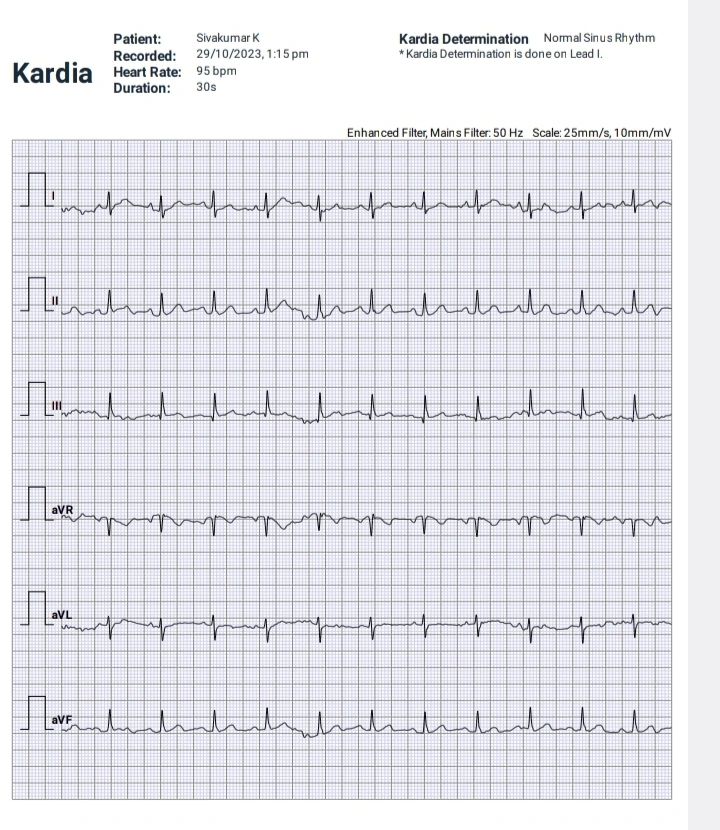 Kardia
Patient: Sivakumar K
Recorded: 29/10/2023, 1:15 pm
Heart Rate: 95 bpm
Duration: 30s
Kardia Determination Normal Sinus Rhythm
* Kardia Determination is done on Lead I.
Enhanced Filter, Mains Filter: 50 Hz Scale: 25mm/s, 10mm/mV
I
II
III
aVR
aVL
aVF